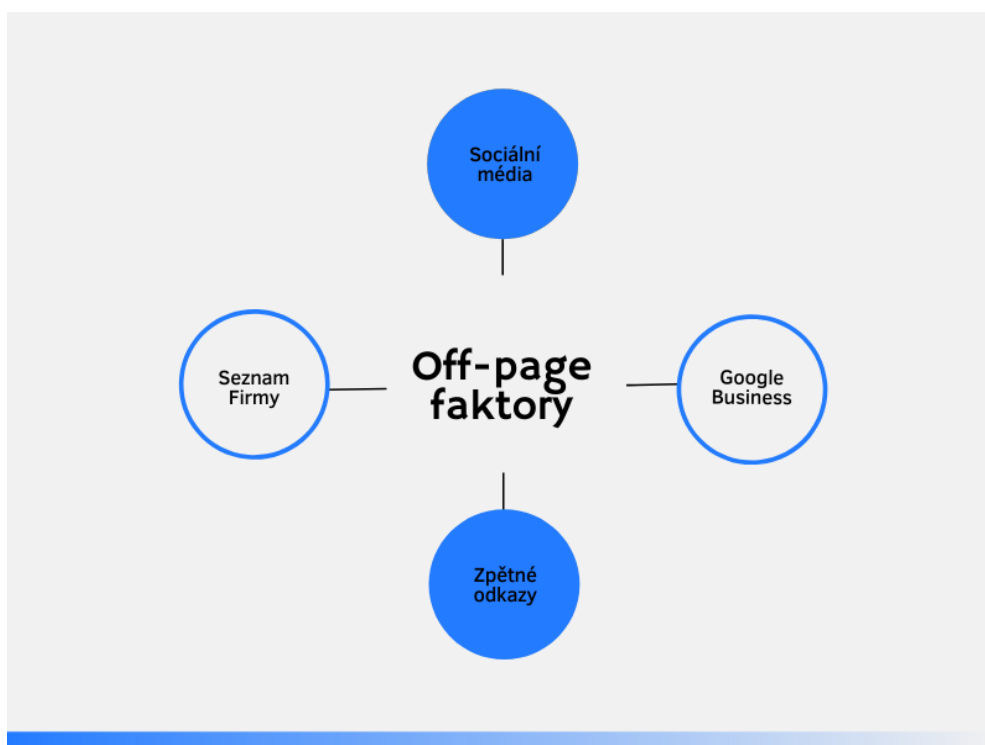 Sociální
média
Seznam
Firmy
Off-page
faktory
Google
Business
Zpětné
odkazy